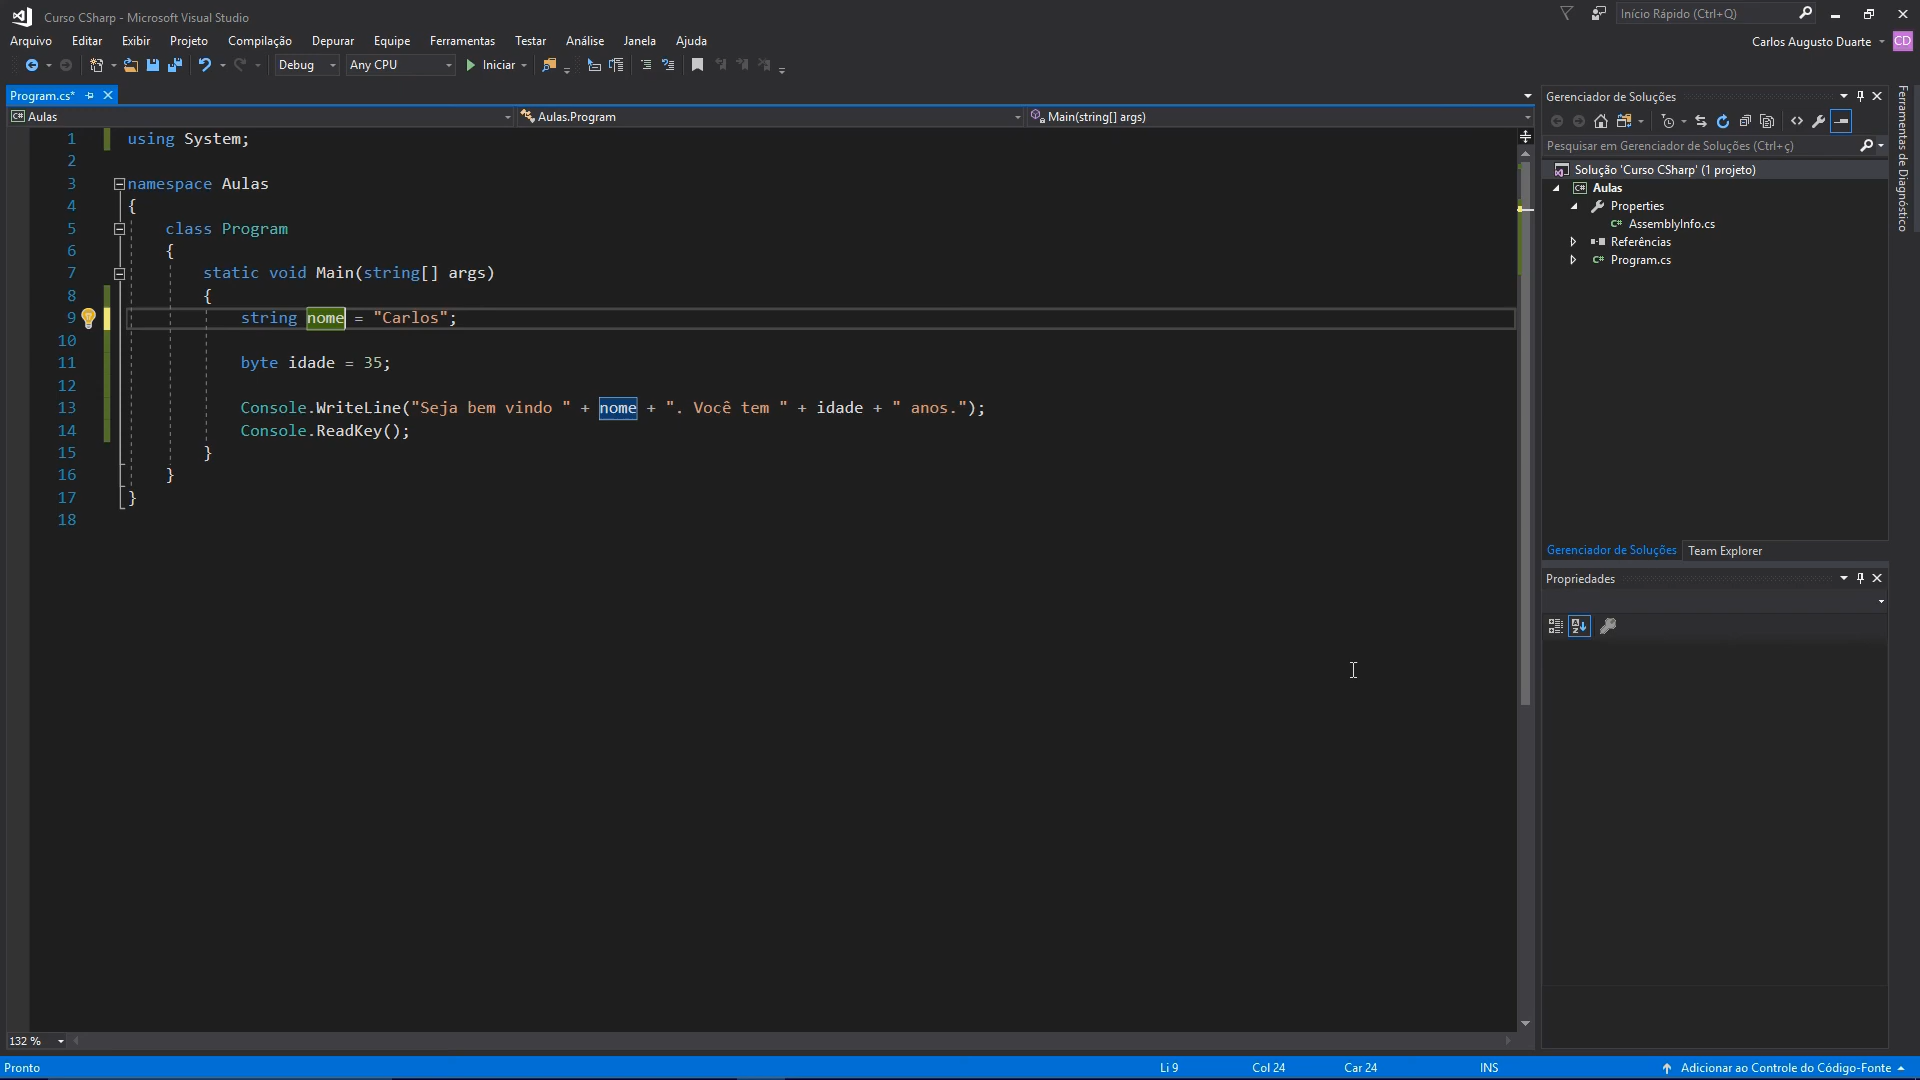 Curso CSharp - Microsoft Visual Studio
Início Rápido (Ctrl+Q)
Arquivo Editar Exibir Projeto Compilação Depurar Equipe Ferramentas Testar Análise Janela Ajuda
Carlos Augusto Duarte CD
Debug Any CPU Iniciar
Program.cs*
Aulas Aulas.Program Main(string[] args)
1 using System;
2
3 namespace Aulas
4 {
5 class Program
6 {
7 static void Main(string[] args)
8 {
9 string nome = "Carlos";
10
11 byte idade = 35;
12
13 Console.WriteLine("Seja bem vindo " + nome + ". Você tem " + idade + " anos.");
14 Console.ReadKey();
15 }
16 }
17 }
18
132 %
Gerenciador de Soluções
Pesquisar em Gerenciador de Soluções (Ctrl+ç)
Solução 'Curso CSharp' (1 projeto)
C# Aulas
Properties
C# AssemblyInfo.cs
Referências
C# Program.cs
Gerenciador de Soluções Team Explorer
Propriedades
Ferramentas de Diagnóstico
Pronto Li 9 Col 24 Car 24 INS Adicionar ao Controle do Código-Fonte